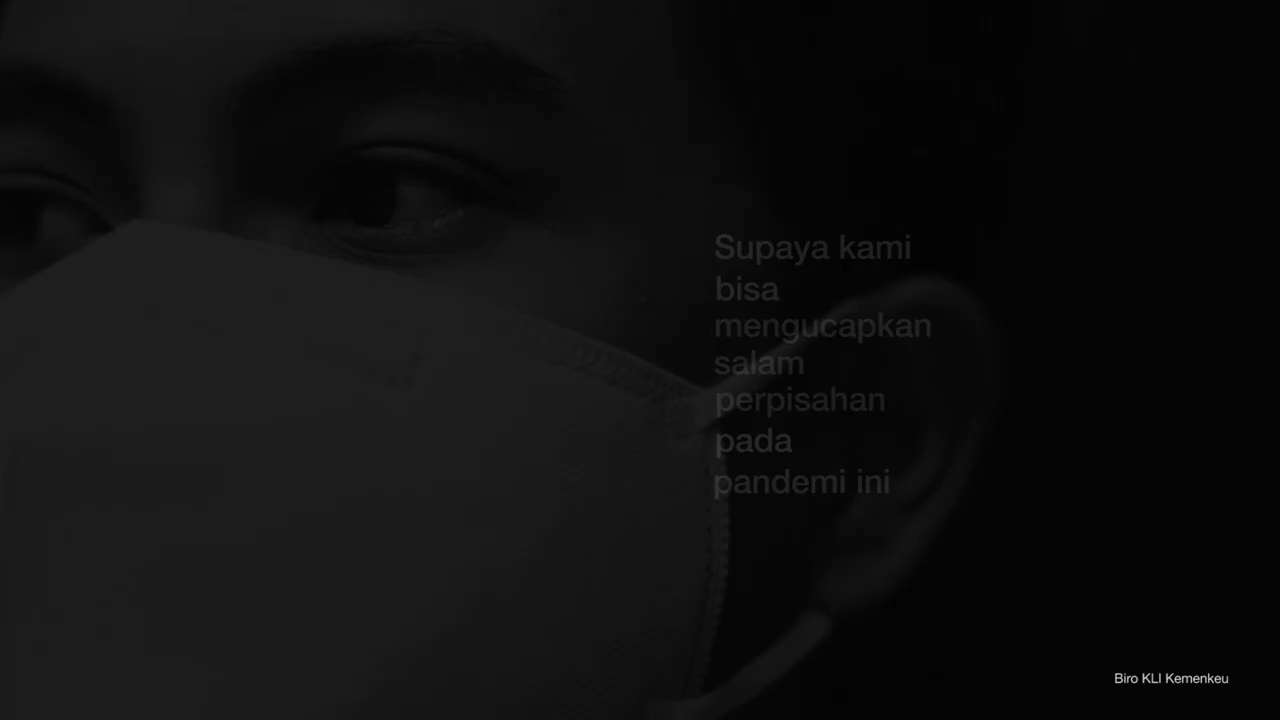 Supaya kami
bisa
mengucapkan
salam
perpisahan
pada
pandemi ini
Biro KLI Kemenkeu